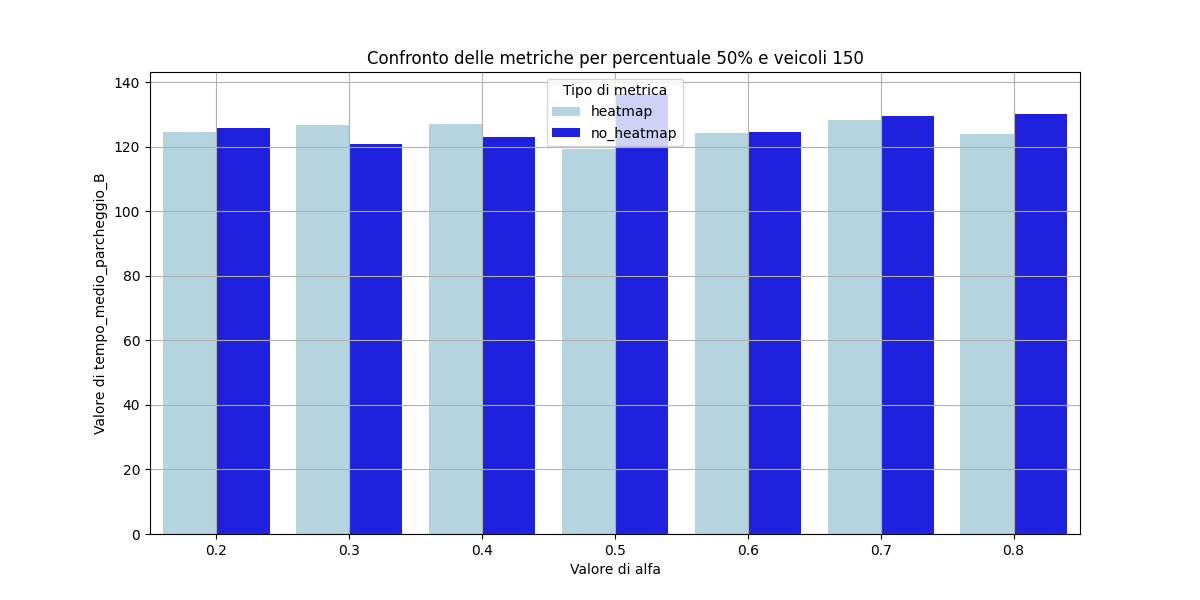 Confronto delle metriche per percentuale 50% e veicoli 150
Tipo di metrica
heatmap
no_heatmap
Valore di tempo_medio_parcheggio_B
140
120
100
80
60
40
20
0
0.2 0.3 0.4 0.5 0.6 0.7 0.8
Valore di alfa